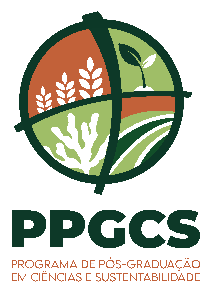 PPGCS
PROGRAMA DE PÓS-GRADUAÇÃO
EM CIÊNCIAS E SUSTENTABILIDADE